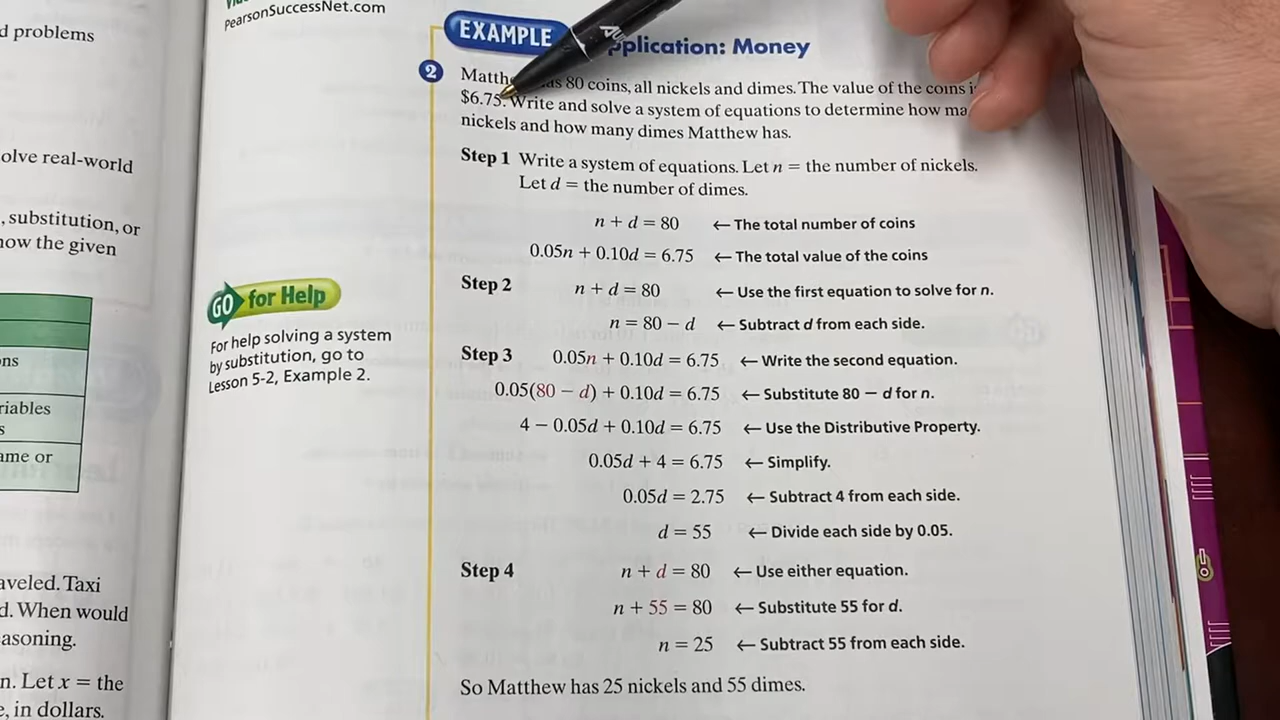 PearsonSuccessNet.com
d problems
olve real-world
, substitution, or
now the given
ons
riables
s
ame or
aveled. Taxi
d. When would
easoning.
n. Let x = the
e, in dollars.
GO for Help
For help solving a system
by substitution, go to
Lesson 5-2, Example 2.
EXAMPLE plication: Money
2 Matth as 80 coins, all nickels and dimes. The value of the coins i
$6.75. Write and solve a system of equations to determine how ma
nickels and how many dimes Matthew has.
Step 1 Write a system of equations. Let n = the number of nickels.
Let d = the number of dimes.
n + d = 80 ← The total number of coins
0.05n + 0.10d = 6.75 ← The total value of the coins
Step 2 n + d = 80 ← Use the first equation to solve for n.
n = 80 − d ← Subtract d from each side.
Step 3 0.05n + 0.10d = 6.75 ← Write the second equation.
0.05(80 − d) + 0.10d = 6.75 ← Substitute 80 − d for n.
4 − 0.05d + 0.10d = 6.75 ← Use the Distributive Property.
0.05d + 4 = 6.75 ← Simplify.
0.05d = 2.75 ← Subtract 4 from each side.
d = 55 ← Divide each side by 0.05.
Step 4 n + d = 80 ← Use either equation.
n + 55 = 80 ← Substitute 55 for d.
n = 25 ← Subtract 55 from each side.
So Matthew has 25 nickels and 55 dimes.